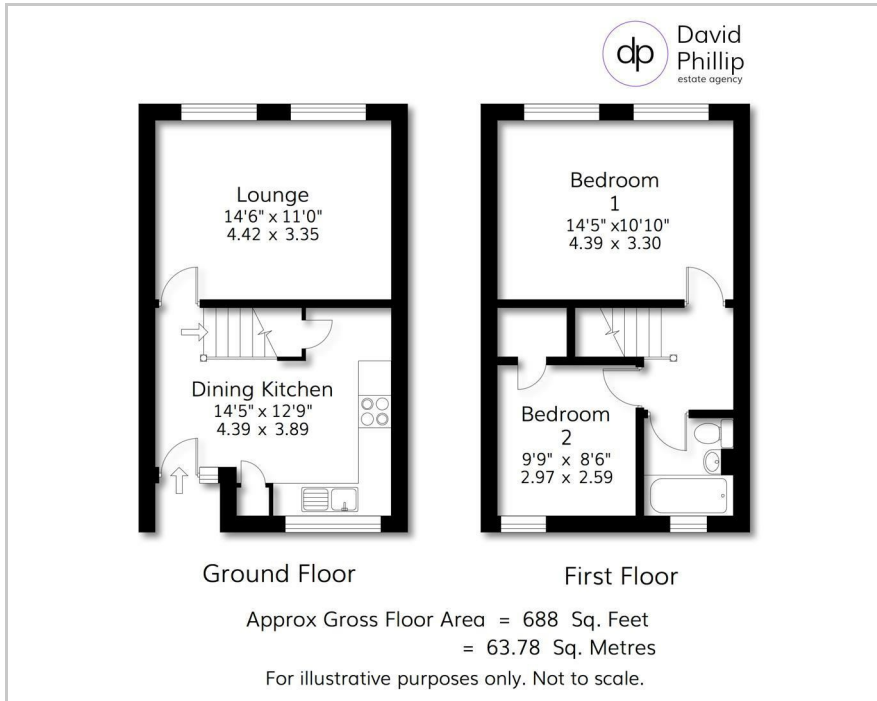 dp
David
Phillip
estate agency
Lounge
14'6" x 11'0"
4.42 x 3.35
Dining Kitchen
14'5" x 12'9"
4.39 x 3.89
Bedroom
1
14'5" x10'10"
4.39 x 3.30
Bedroom
2
9'9" x 8'6"
2.97 x 2.59
Ground Floor
First Floor
Approx Gross Floor Area = 688 Sq. Feet
= 63.78 Sq. Metres
For illustrative purposes only. Not to scale.